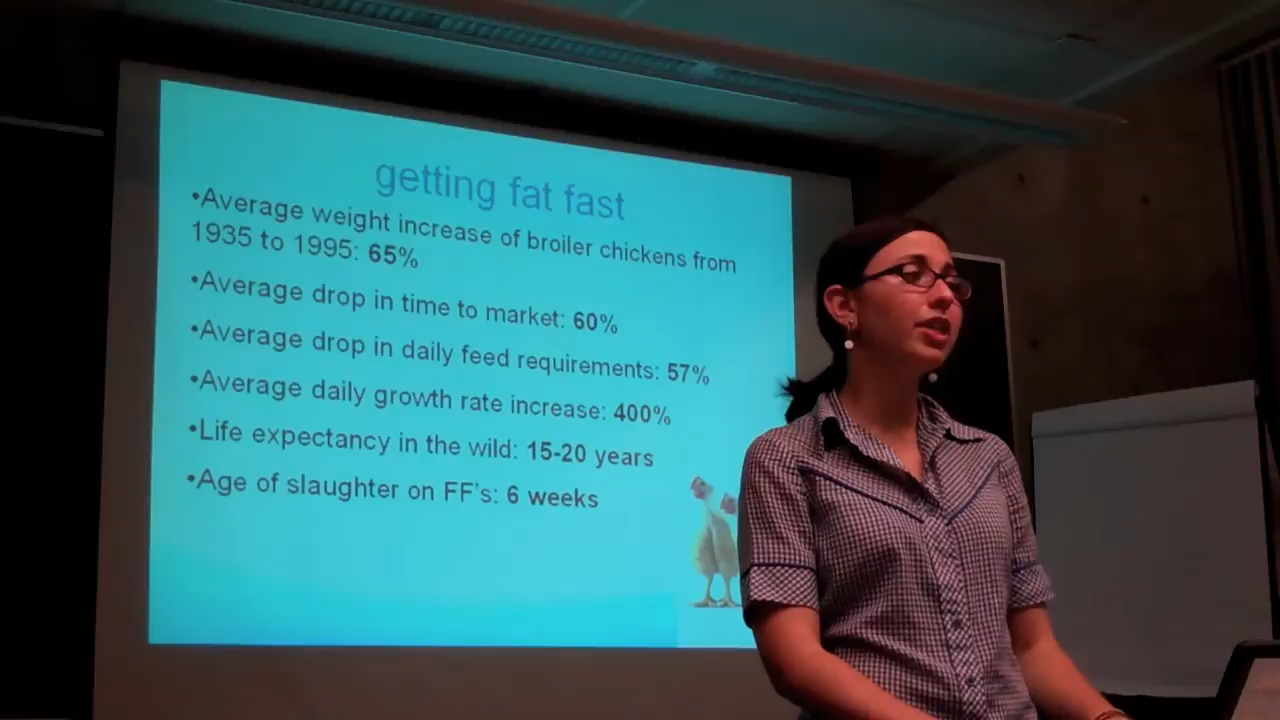 getting fat fast
•Average weight increase of broiler chickens from
1935 to 1995: 65%
•Average drop in time to market: 60%
•Average drop in daily feed requirements: 57%
•Average daily growth rate increase: 400%
•Life expectancy in the wild: 15-20 years
•Age of slaughter on FF's: 6 weeks